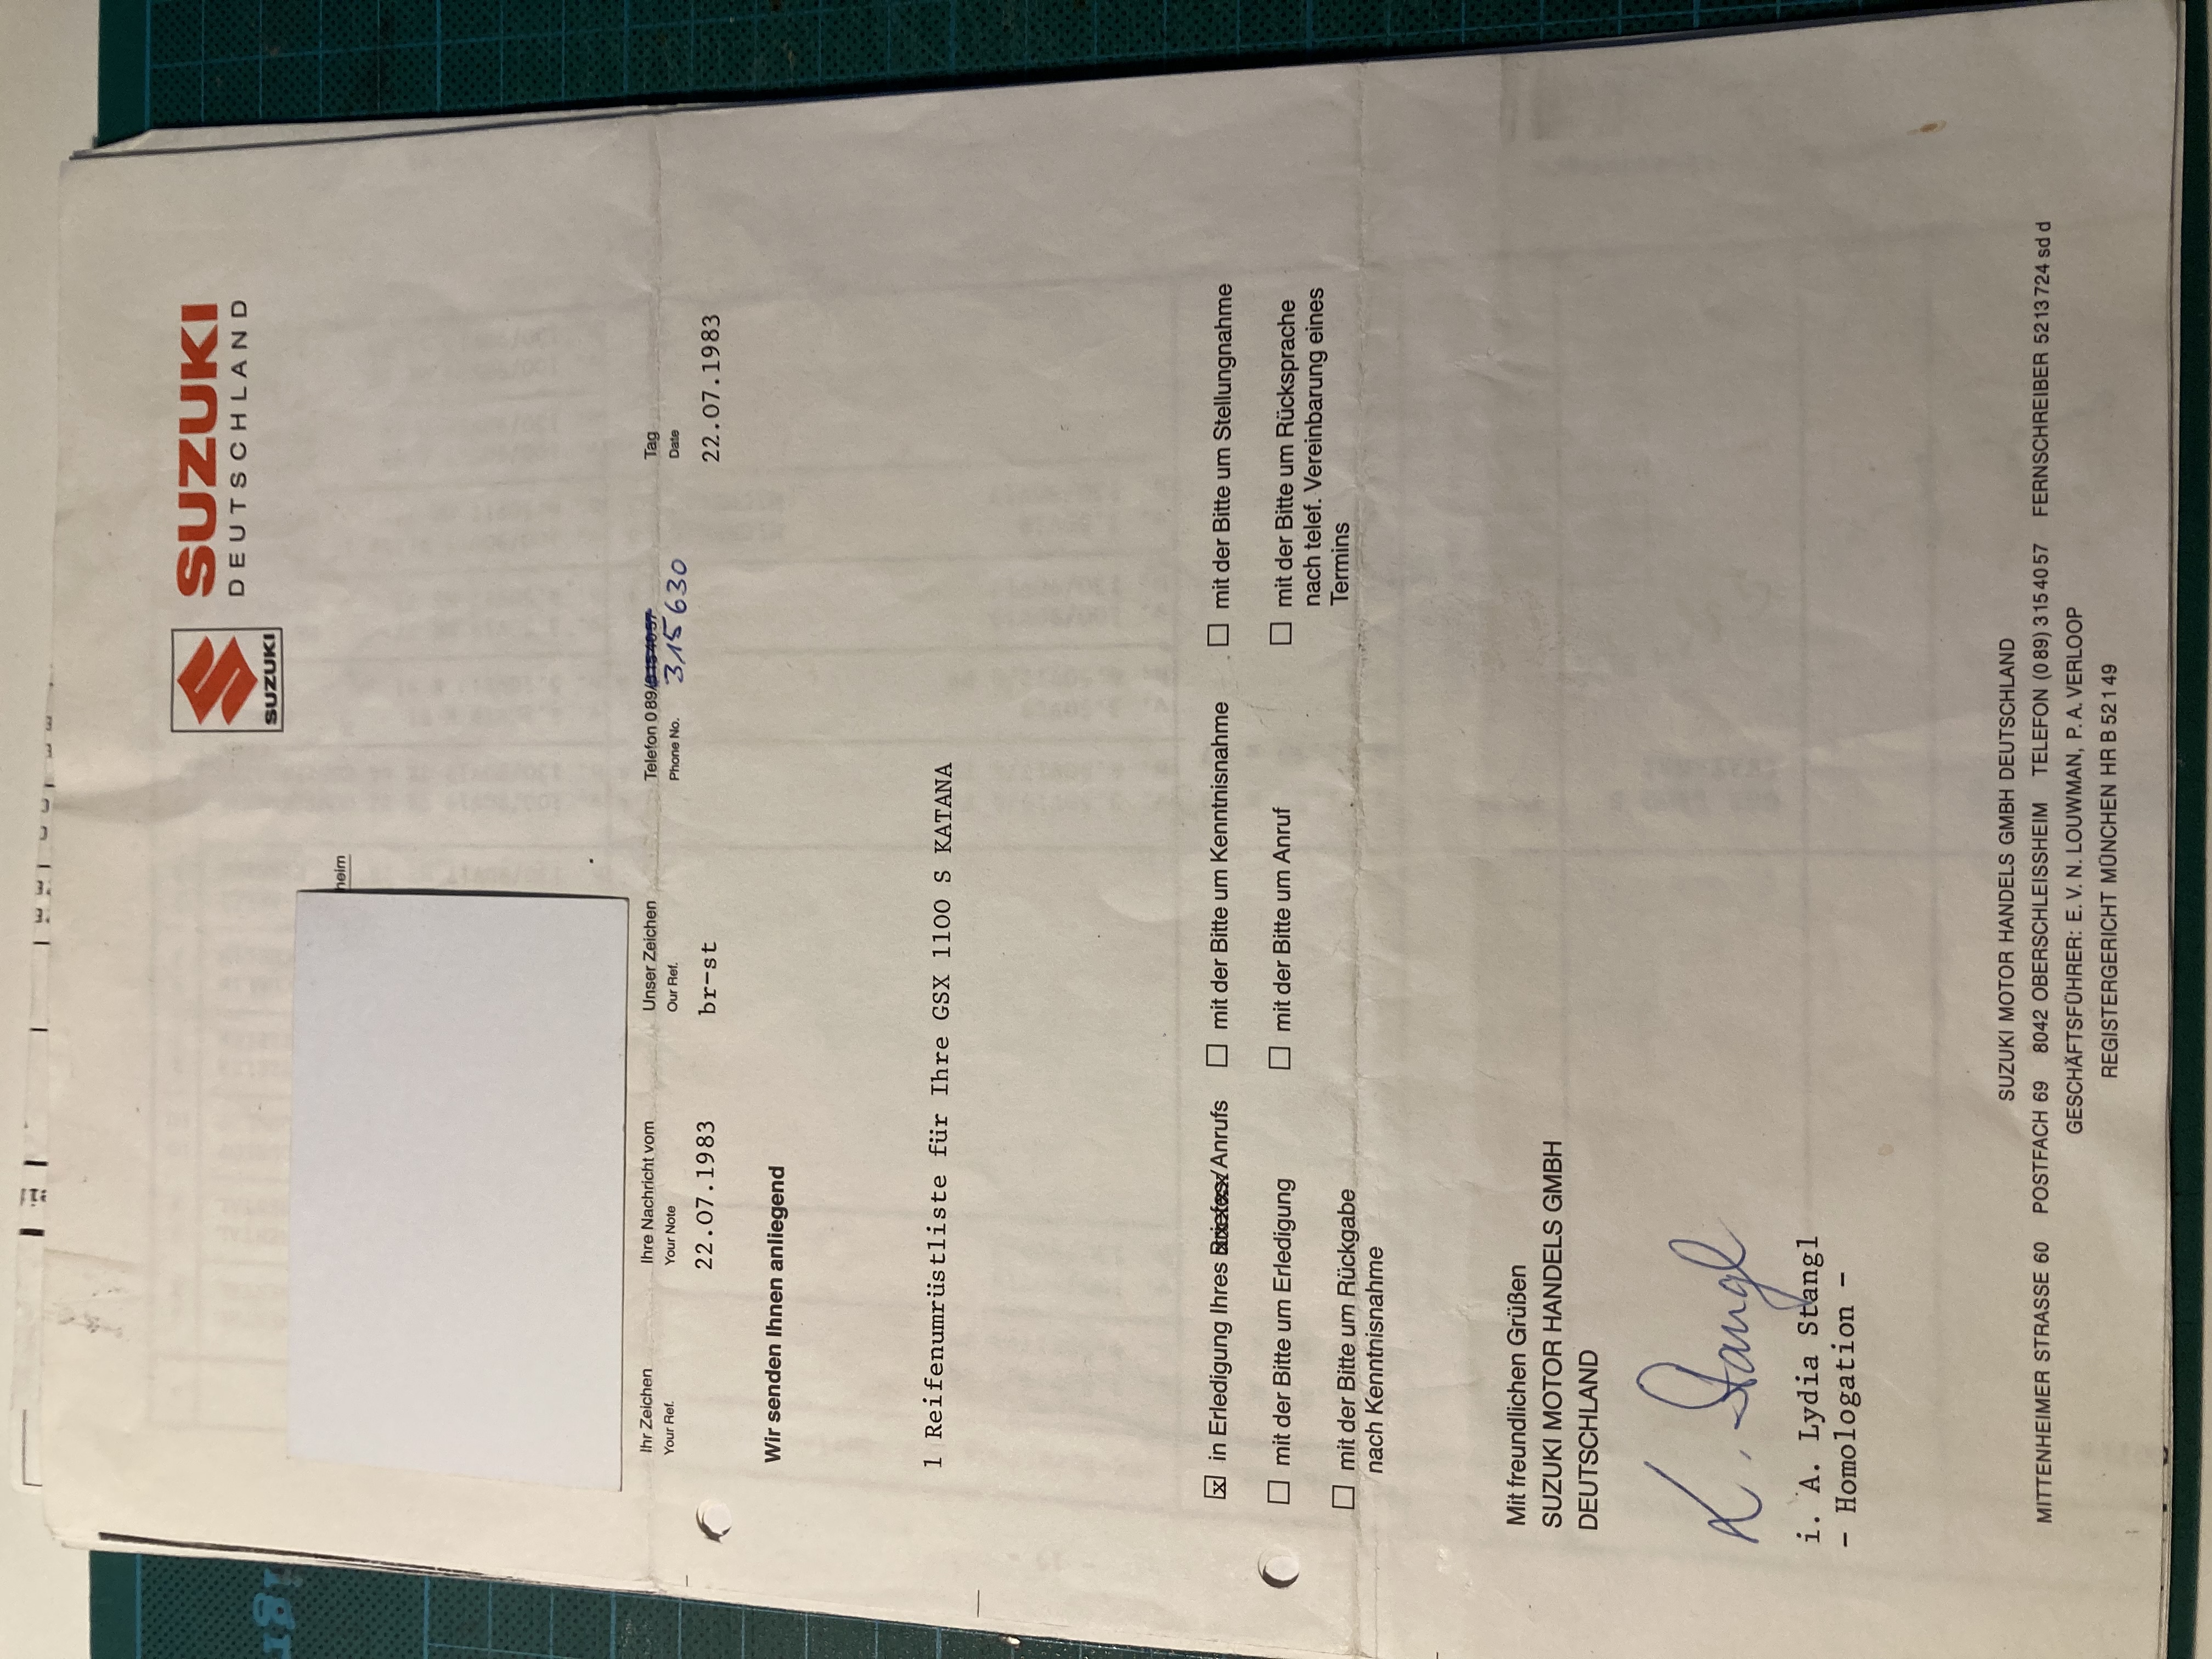 SUZUKI
SUZUKI
DEUTSCHLAND
heim
Ihr Zeichen
Your Ref.
Ihre Nachricht vom
Your Note
22.07.1983
Unser Zeichen
Our Ref.
br-st
Telefon 0 89/
Phone No.
315 630
Tag
Date
22.07.1983
Wir senden Ihnen anliegend
1 Reifenumrüstliste für Ihre GSX 1100 S KATANA
x in Erledigung Ihres Briefes/Anrufs
mit der Bitte um Kenntnisnahme
mit der Bitte um Stellungnahme
mit der Bitte um Erledigung
mit der Bitte um Anruf
mit der Bitte um Rücksprache
nach telef. Vereinbarung eines
Termins
mit der Bitte um Rückgabe
nach Kenntnisnahme
Mit freundlichen Grüßen
SUZUKI MOTOR HANDELS GMBH
DEUTSCHLAND
i. A. Lydia Stangl
- Homologation -
SUZUKI MOTOR HANDELS GMBH DEUTSCHLAND
MITTENHEIMER STRASSE 60 POSTFACH 69 8042 OBERSCHLEISSHEIM TELEFON (0 89) 3 15 40 57 FERNSCHREIBER 5 213 724 sd d
GESCHÄFTSFÜHRER: E. V. N. LOUWMAN, P. A. VERLOOP
REGISTERGERICHT MÜNCHEN HR B 52 149